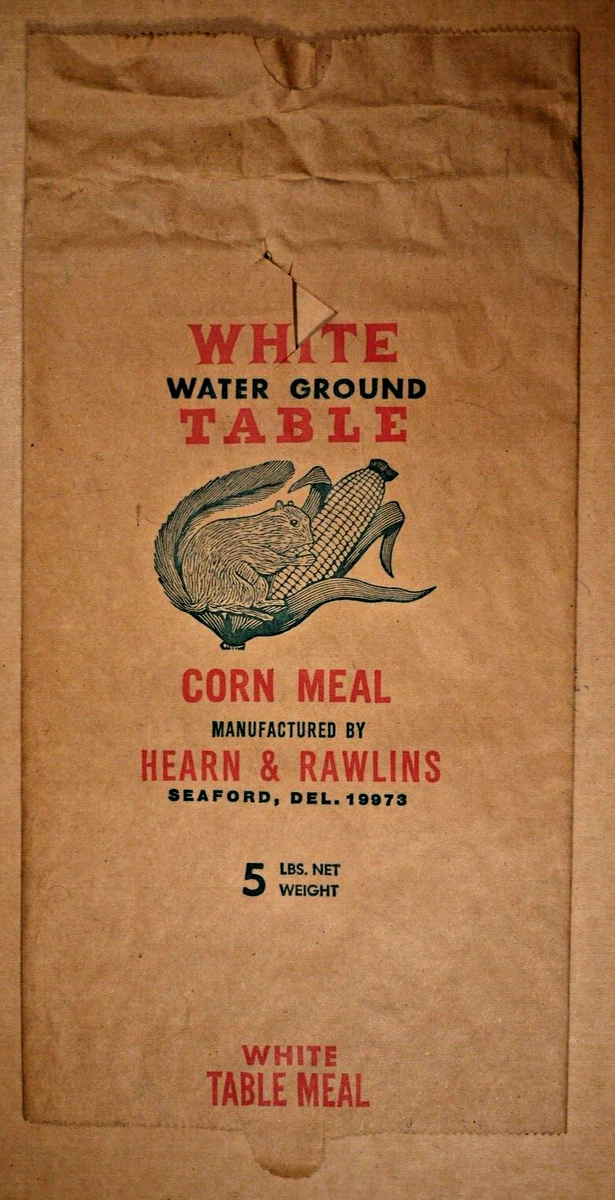 WHITE
WATER GROUND
TABLE
CORN MEAL
MANUFACTURED BY
HEARN & RAWLINS
SEAFORD, DEL. 19973
5 LBS. NET
WEIGHT
WHITE
TABLE MEAL